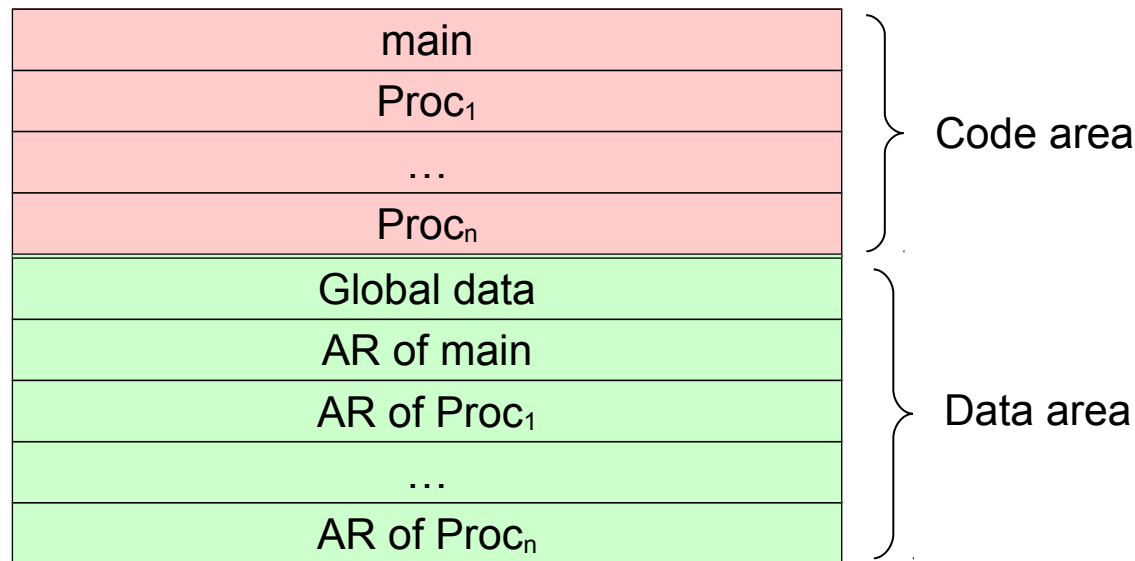 main
Proc₁
…
Procₙ
Code area
Global data
AR of main
AR of Proc₁
…
AR of Procₙ
Data area